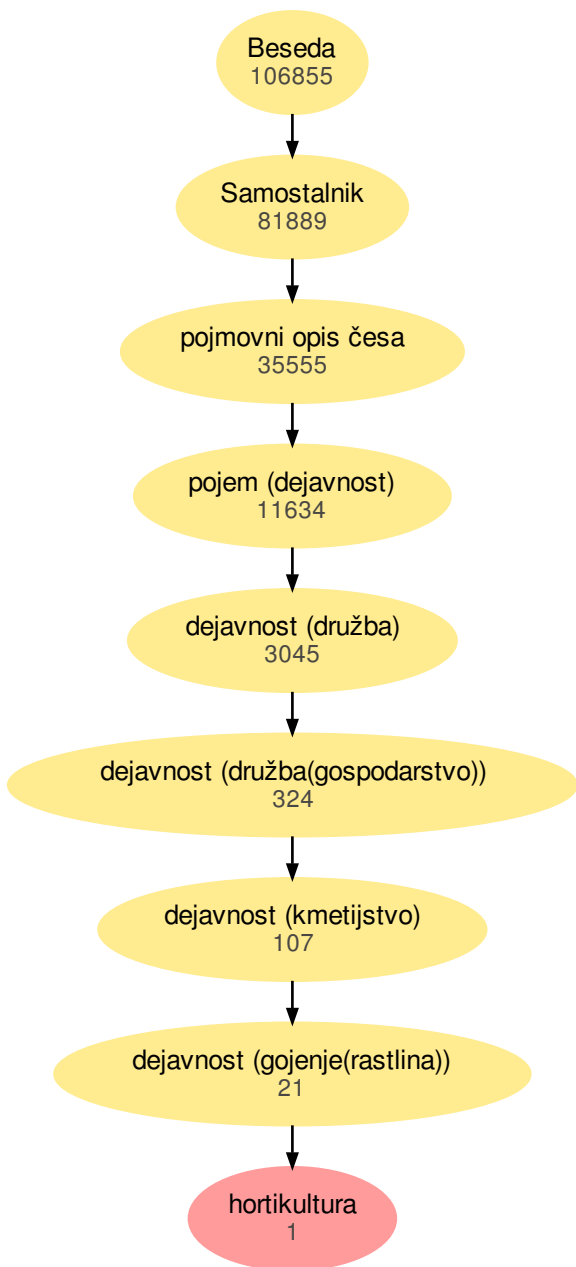 Beseda
106855
Samostalnik
81889
pojmovni opis česa
35555
pojem (dejavnost)
11634
dejavnost (družba)
3045
dejavnost (družba(gospodarstvo))
324
dejavnost (kmetijstvo)
107
dejavnost (gojenje(rastlina))
21
hortikultura
1